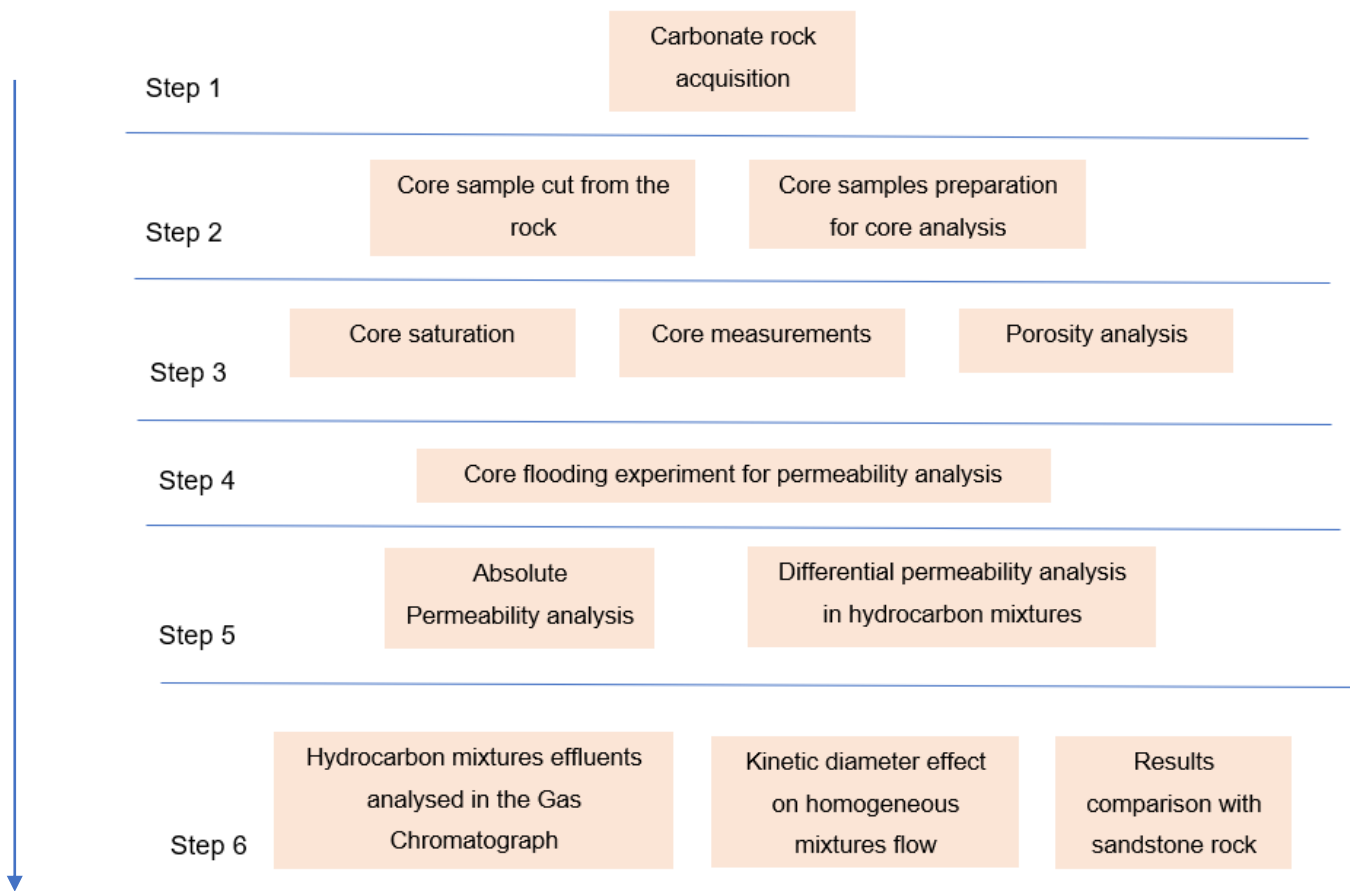 Step 1
Carbonate rock
acquisition
Step 2
Core sample cut from the
rock
Core samples preparation
for core analysis
Step 3
Core saturation
Core measurements
Porosity analysis
Step 4
Core flooding experiment for permeability analysis
Step 5
Absolute
Permeability analysis
Differential permeability analysis
in hydrocarbon mixtures
Step 6
Hydrocarbon mixtures effluents
analysed in the Gas
Chromatograph
Kinetic diameter effect
on homogeneous
mixtures flow
Results
comparison with
sandstone rock